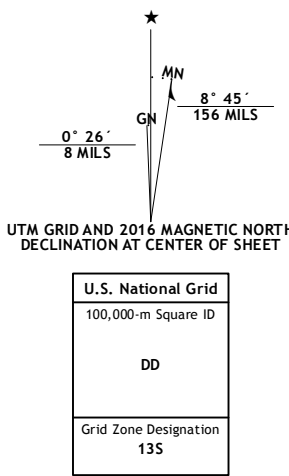 ★
MN
8° 45´
156 MILS
GN
0° 26´
8 MILS
UTM GRID AND 2016 MAGNETIC NORTH
DECLINATION AT CENTER OF SHEET
U.S. National Grid
100,000-m Square ID
DD
Grid Zone Designation
13S